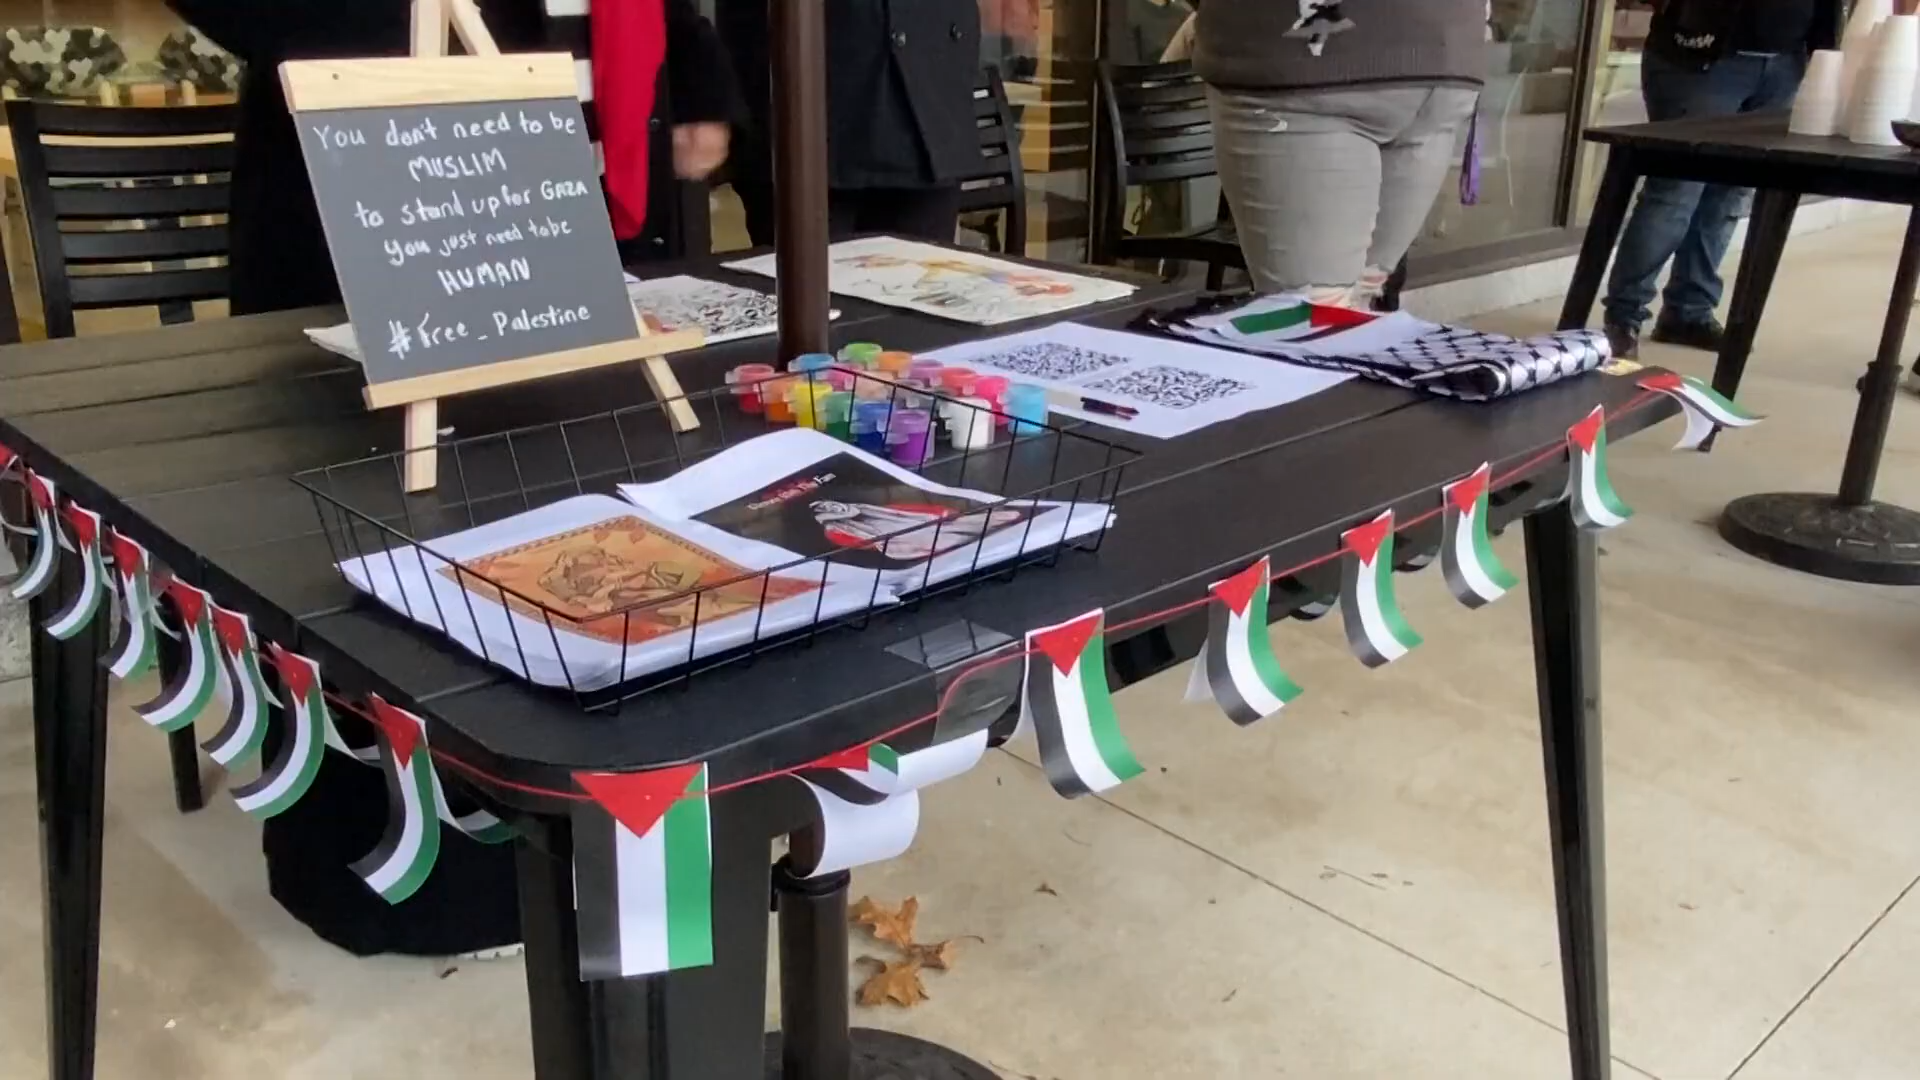 You don't need to be
MUSLIM
to stand up for GAZA
you just need to be
HUMAN
#Free_Palestine